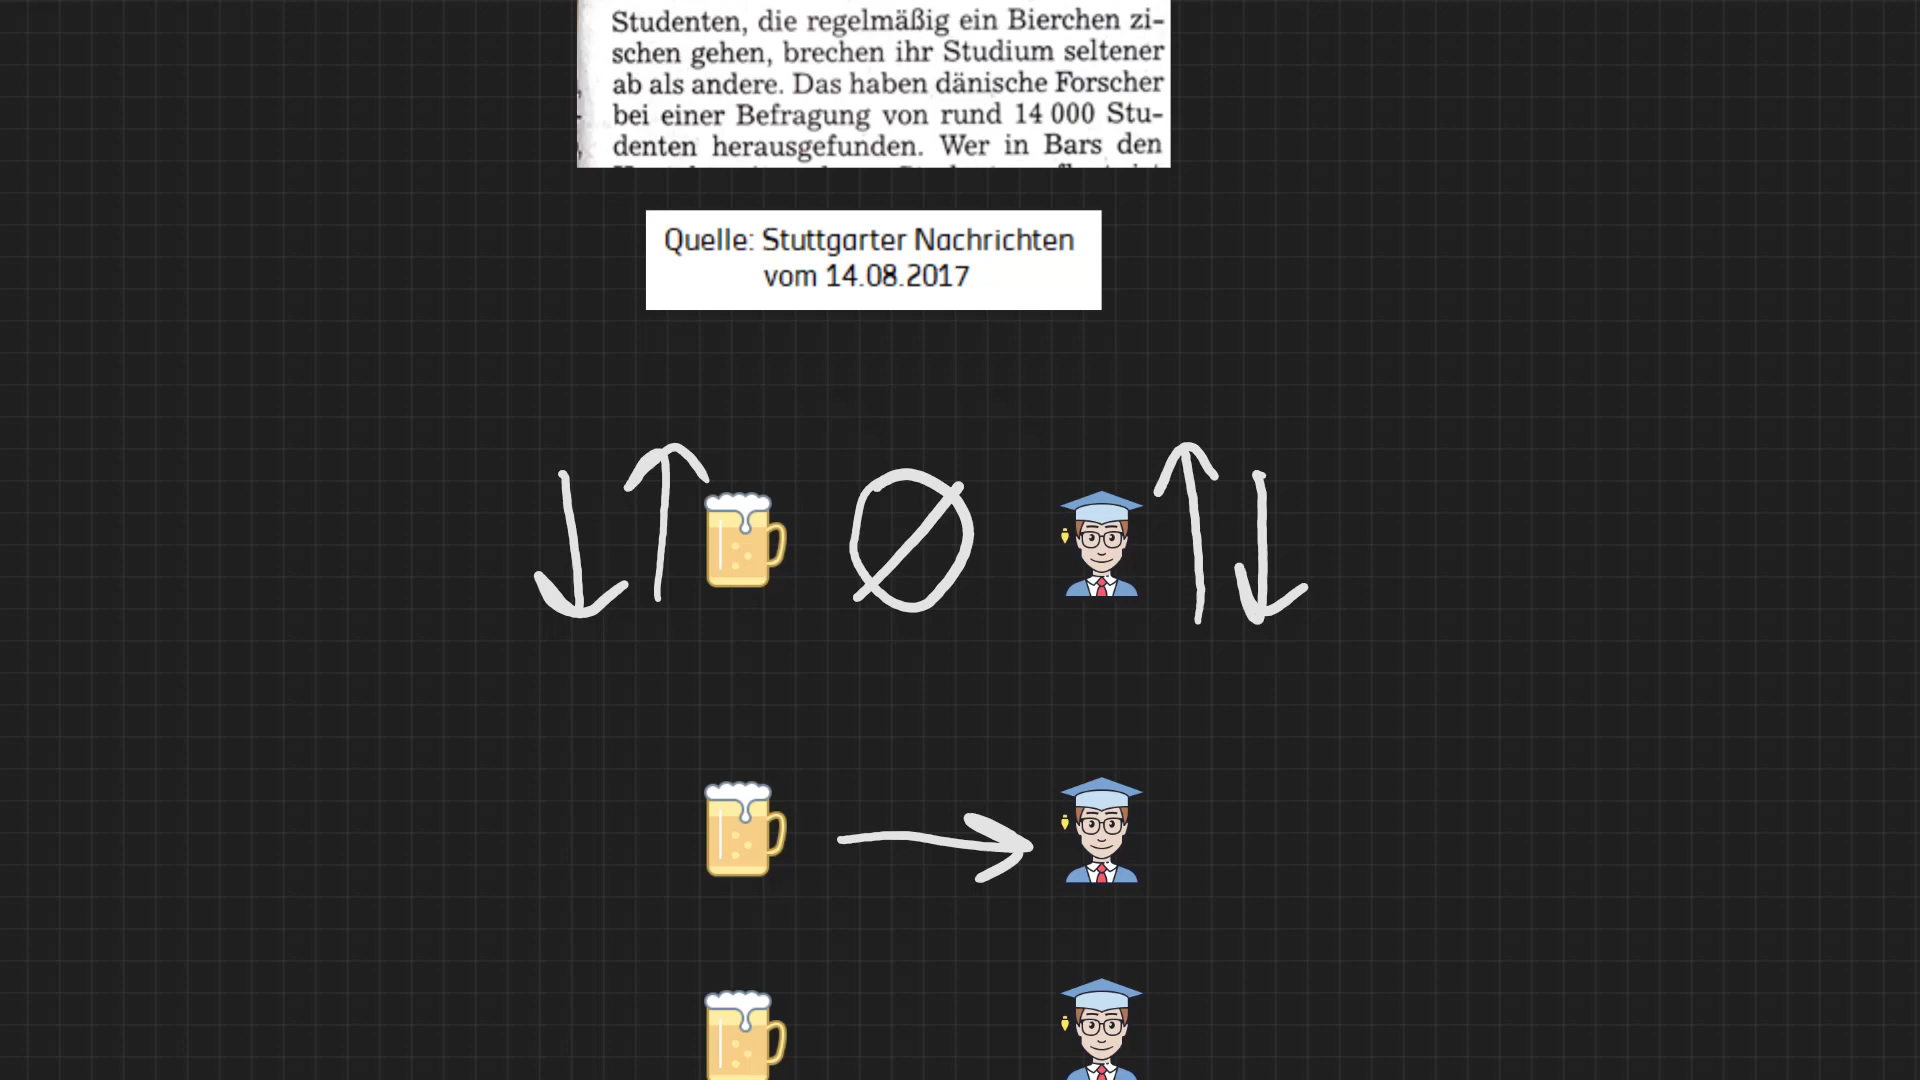 Studenten, die regelmäßig ein Bierchen zi-
schen gehen, brechen ihr Studium seltener
ab als andere. Das haben dänische Forscher
bei einer Befragung von rund 14 000 Stu-
denten herausgefunden. Wer in Bars den
Quelle: Stuttgarter Nachrichten
vom 14.08.2017